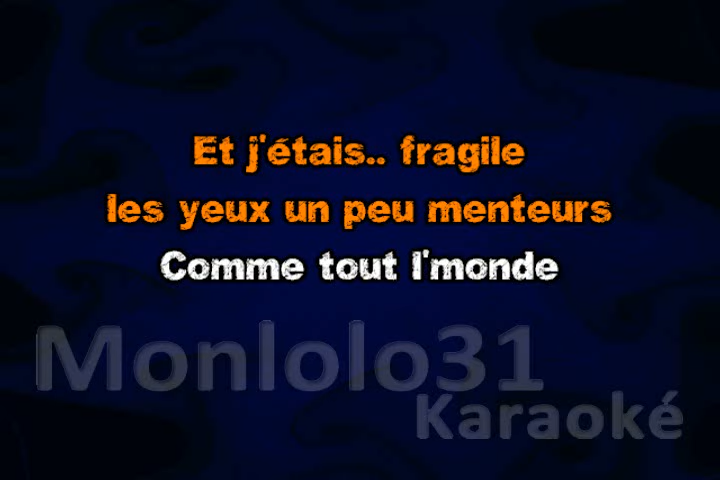 Et j'étais.. fragile
les yeux un peu menteurs
Comme tout l'monde
Monlolo31
Karaoké